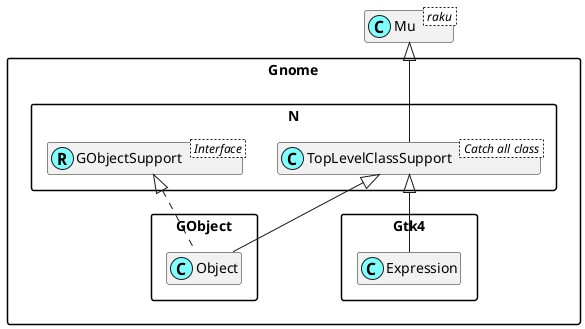 C Mu raku
Gnome
N
R GObjectSupport Interface
C TopLevelClassSupport Catch all class
GObject
Gtk4
C Object
C Expression